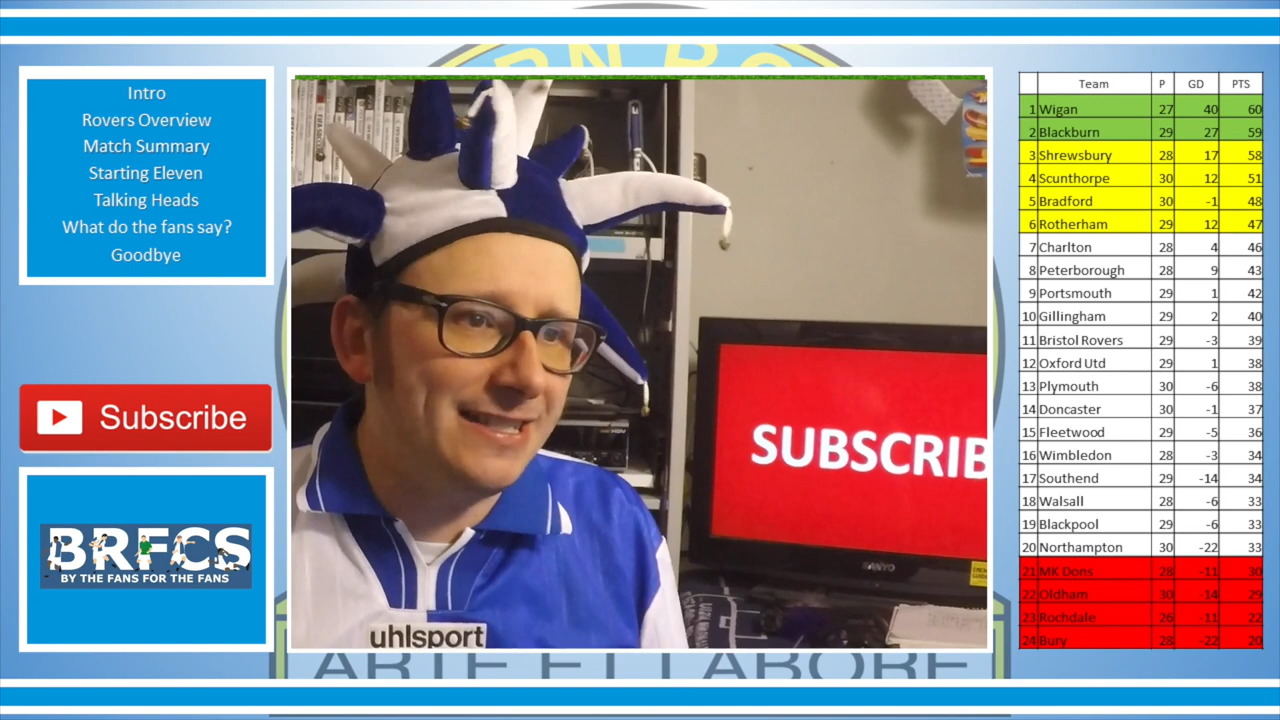 RN RO
Intro
Rovers Overview
Match Summary
Starting Eleven
Talking Heads
What do the fans say?
Goodbye
Subscribe
BRFCS
BY THE FANS FOR THE FANS
SUBSCRIB
SANYO
uhlsport
ARTE ET LABORE
Team P GD PTS
1 Wigan 27 40 60
2 Blackburn 29 27 59
3 Shrewsbury 28 17 58
4 Scunthorpe 30 12 51
5 Bradford 30 -1 48
6 Rotherham 29 12 47
7 Charlton 28 4 46
8 Peterborough 28 9 43
9 Portsmouth 29 1 42
10 Gillingham 29 2 40
11 Bristol Rovers 29 -3 39
12 Oxford Utd 29 1 38
13 Plymouth 30 -6 38
14 Doncaster 30 -1 37
15 Fleetwood 29 -5 36
16 Wimbledon 28 -3 34
17 Southend 29 -14 34
18 Walsall 28 -6 33
19 Blackpool 29 -6 33
20 Northampton 30 -22 33
21 MK Dons 28 -11 30
22 Oldham 30 -14 29
23 Rochdale 26 -11 22
24 Bury 28 -22 20